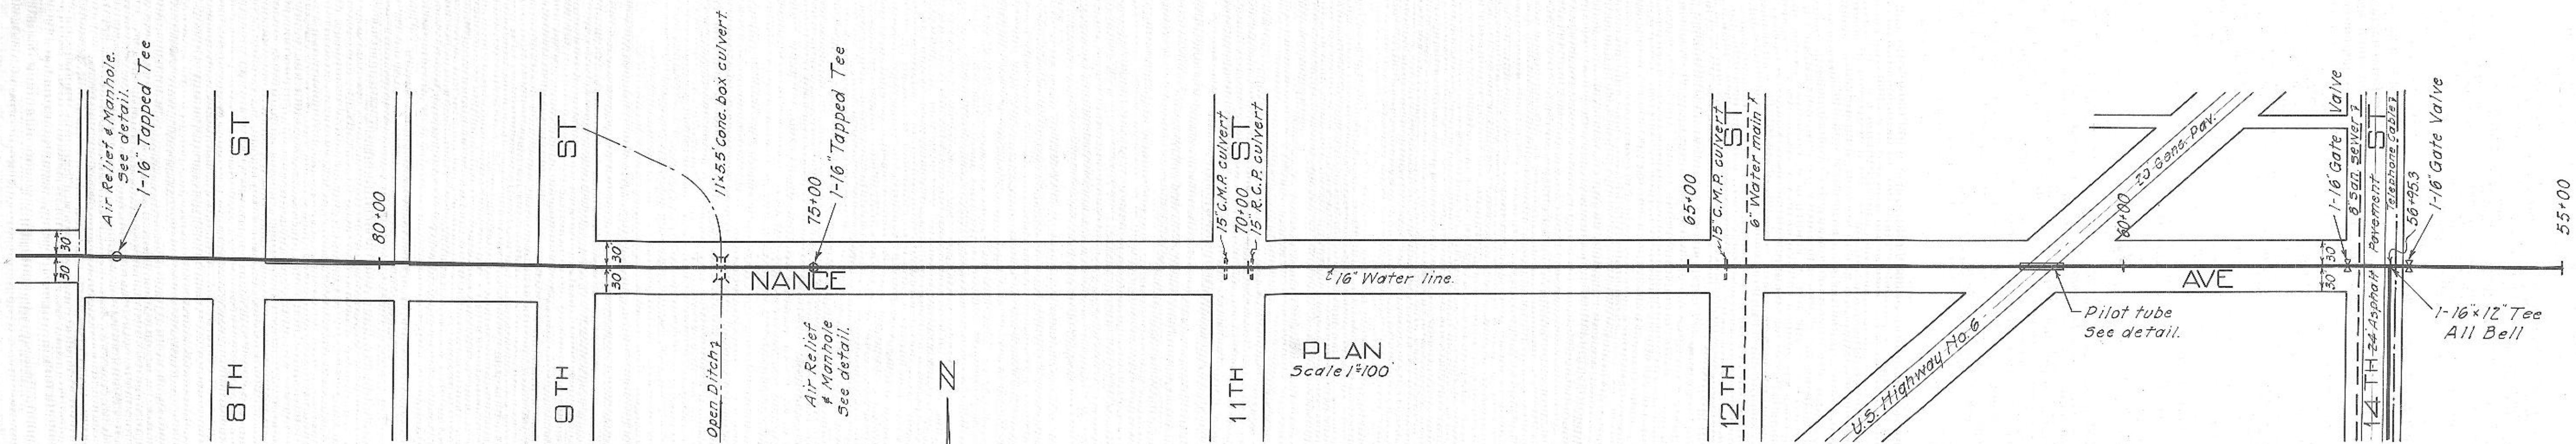 Air Relief & Manhole.
See detail.
1-16" Tapped Tee
30'
30'
8TH ST
80+00
9TH ST
30'
30'
11'x5.5' Conc. box culvert.
Open Ditch
75+00
1-16" Tapped Tee
NANCE AVE
Air Relief
& Manhole
See detail.
N
15" C.M.P. culvert
70+00
15" R.C.P. culvert
11TH ST
16" Water line.
PLAN
Scale 1"=100'
65+00
15" C.M.P. culvert
12TH ST
6" Water main
U.S. Highway No. 6
20' Conc. Pav.
60+00
Pilot tube
See detail.
30'
30'
1-16" Gate Valve
8" San sewer
14TH ST
24' Asphalt Pavement
Telephone cable
56+95.3
1-16" Gate Valve
1-16"x12" Tee
All Bell
55+00